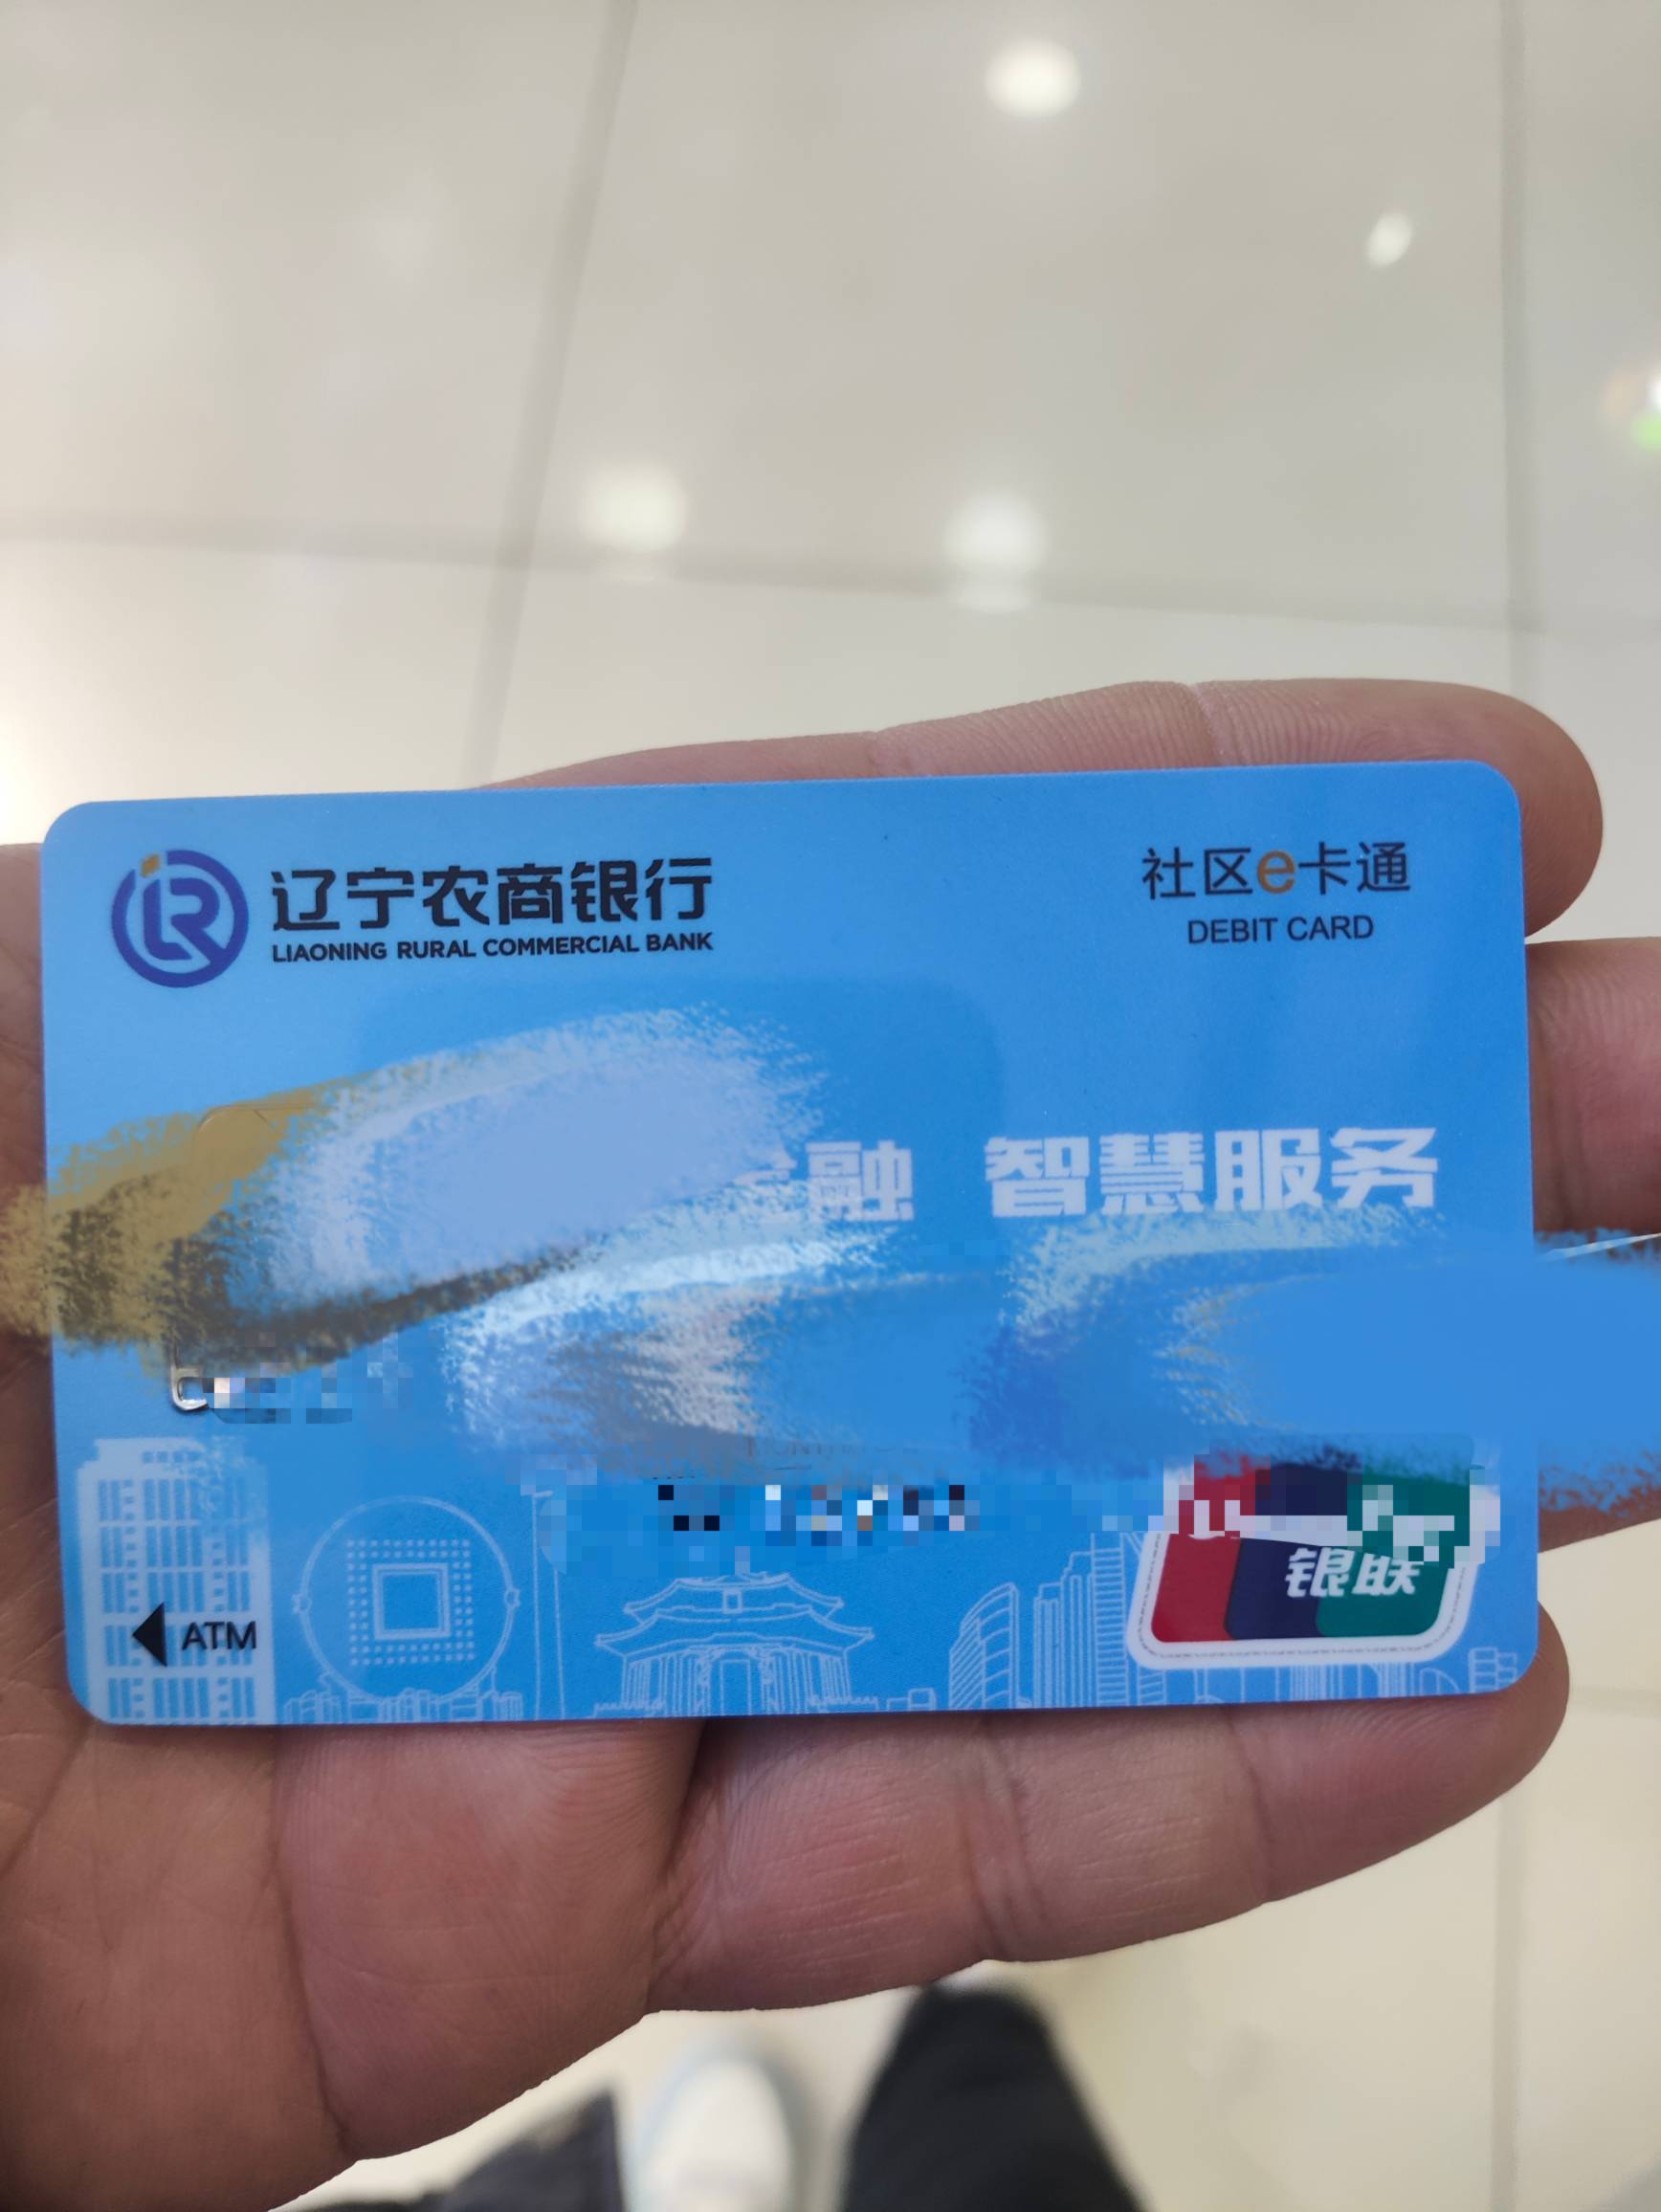 辽宁农商银行
LIAONING RURAL COMMERCIAL BANK
社区e卡通
DEBIT CARD
融 智慧服务
银联
ATM